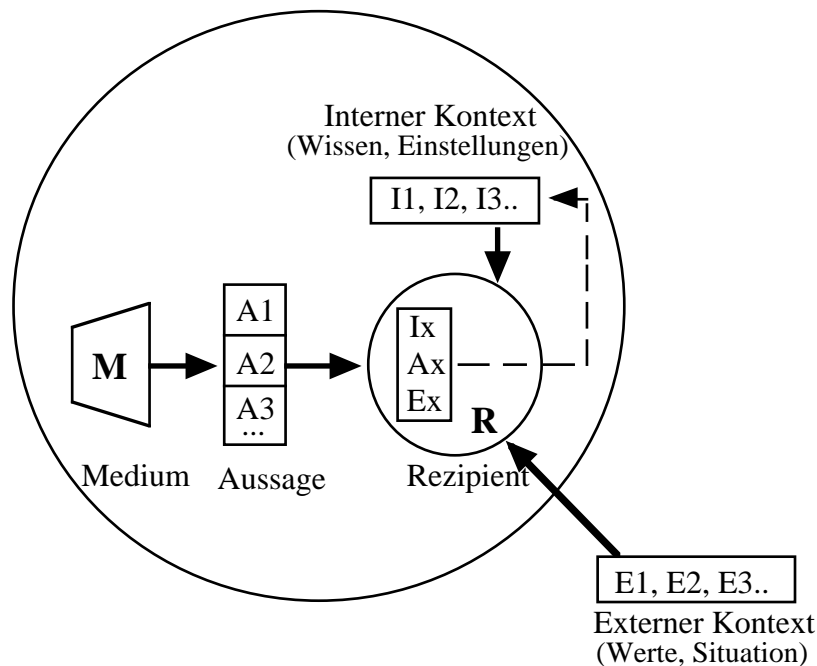 Interner Kontext
(Wissen, Einstellungen)
I1, I2, I3..
M
A1
A2
A3
...
Ix
Ax
Ex
R
Medium
Aussage
Rezipient
E1, E2, E3..
Externer Kontext
(Werte, Situation)